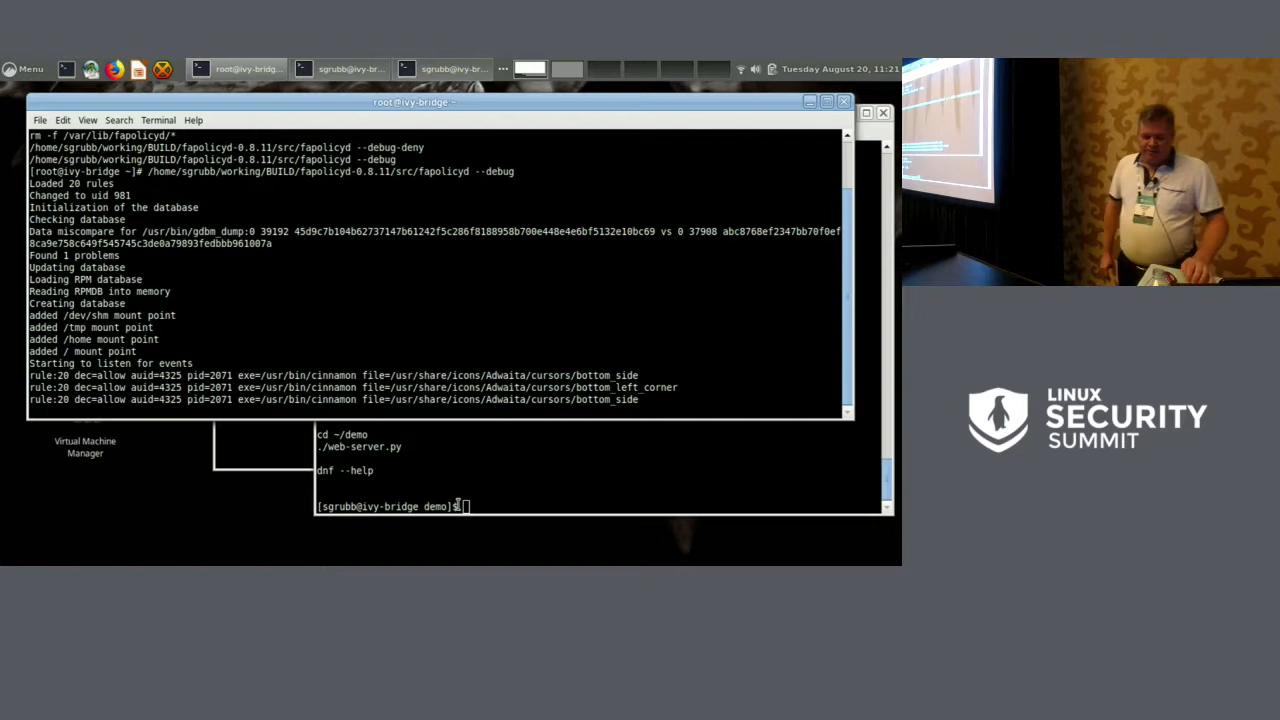 Menu
root@ivy-bridg...
sgrubb@ivy-br...
sgrubb@ivy-br...
Tuesday August 20, 11:21
root@ivy-bridge ~
File Edit View Search Terminal Help
rm -f /var/lib/fapolicyd/*
/home/sgrubb/working/BUILD/fapolicyd-0.8.11/src/fapolicyd --debug-deny
/home/sgrubb/working/BUILD/fapolicyd-0.8.11/src/fapolicyd --debug
[root@ivy-bridge ~]# /home/sgrubb/working/BUILD/fapolicyd-0.8.11/src/fapolicyd --debug
Loaded 20 rules
Changed to uid 981
Initialization of the database
Checking database
Data miscompare for /usr/bin/gdbm_dump:0 39192 45d9c7b104b62737147b61242f5c286f8188958b700e448e4e6bf5132e10bc69 vs 0 37908 abc8768ef2347bb70f0ef
8ca9e758c649f545745c3de0a79893fedbbb961007a
Found 1 problems
Updating database
Loading RPM database
Reading RPMDB into memory
Creating database
added /dev/shm mount point
added /tmp mount point
added /home mount point
added / mount point
Starting to listen for events
rule:20 dec=allow auid=4325 pid=2071 exe=/usr/bin/cinnamon file=/usr/share/icons/Adwaita/cursors/bottom_side
rule:20 dec=allow auid=4325 pid=2071 exe=/usr/bin/cinnamon file=/usr/share/icons/Adwaita/cursors/bottom_left_corner
rule:20 dec=allow auid=4325 pid=2071 exe=/usr/bin/cinnamon file=/usr/share/icons/Adwaita/cursors/bottom_side
Virtual Machine
Manager
cd ~/demo
./web-server.py
dnf --help
[sgrubb@ivy-bridge demo]$
LINUX
SECURITY
SUMMIT